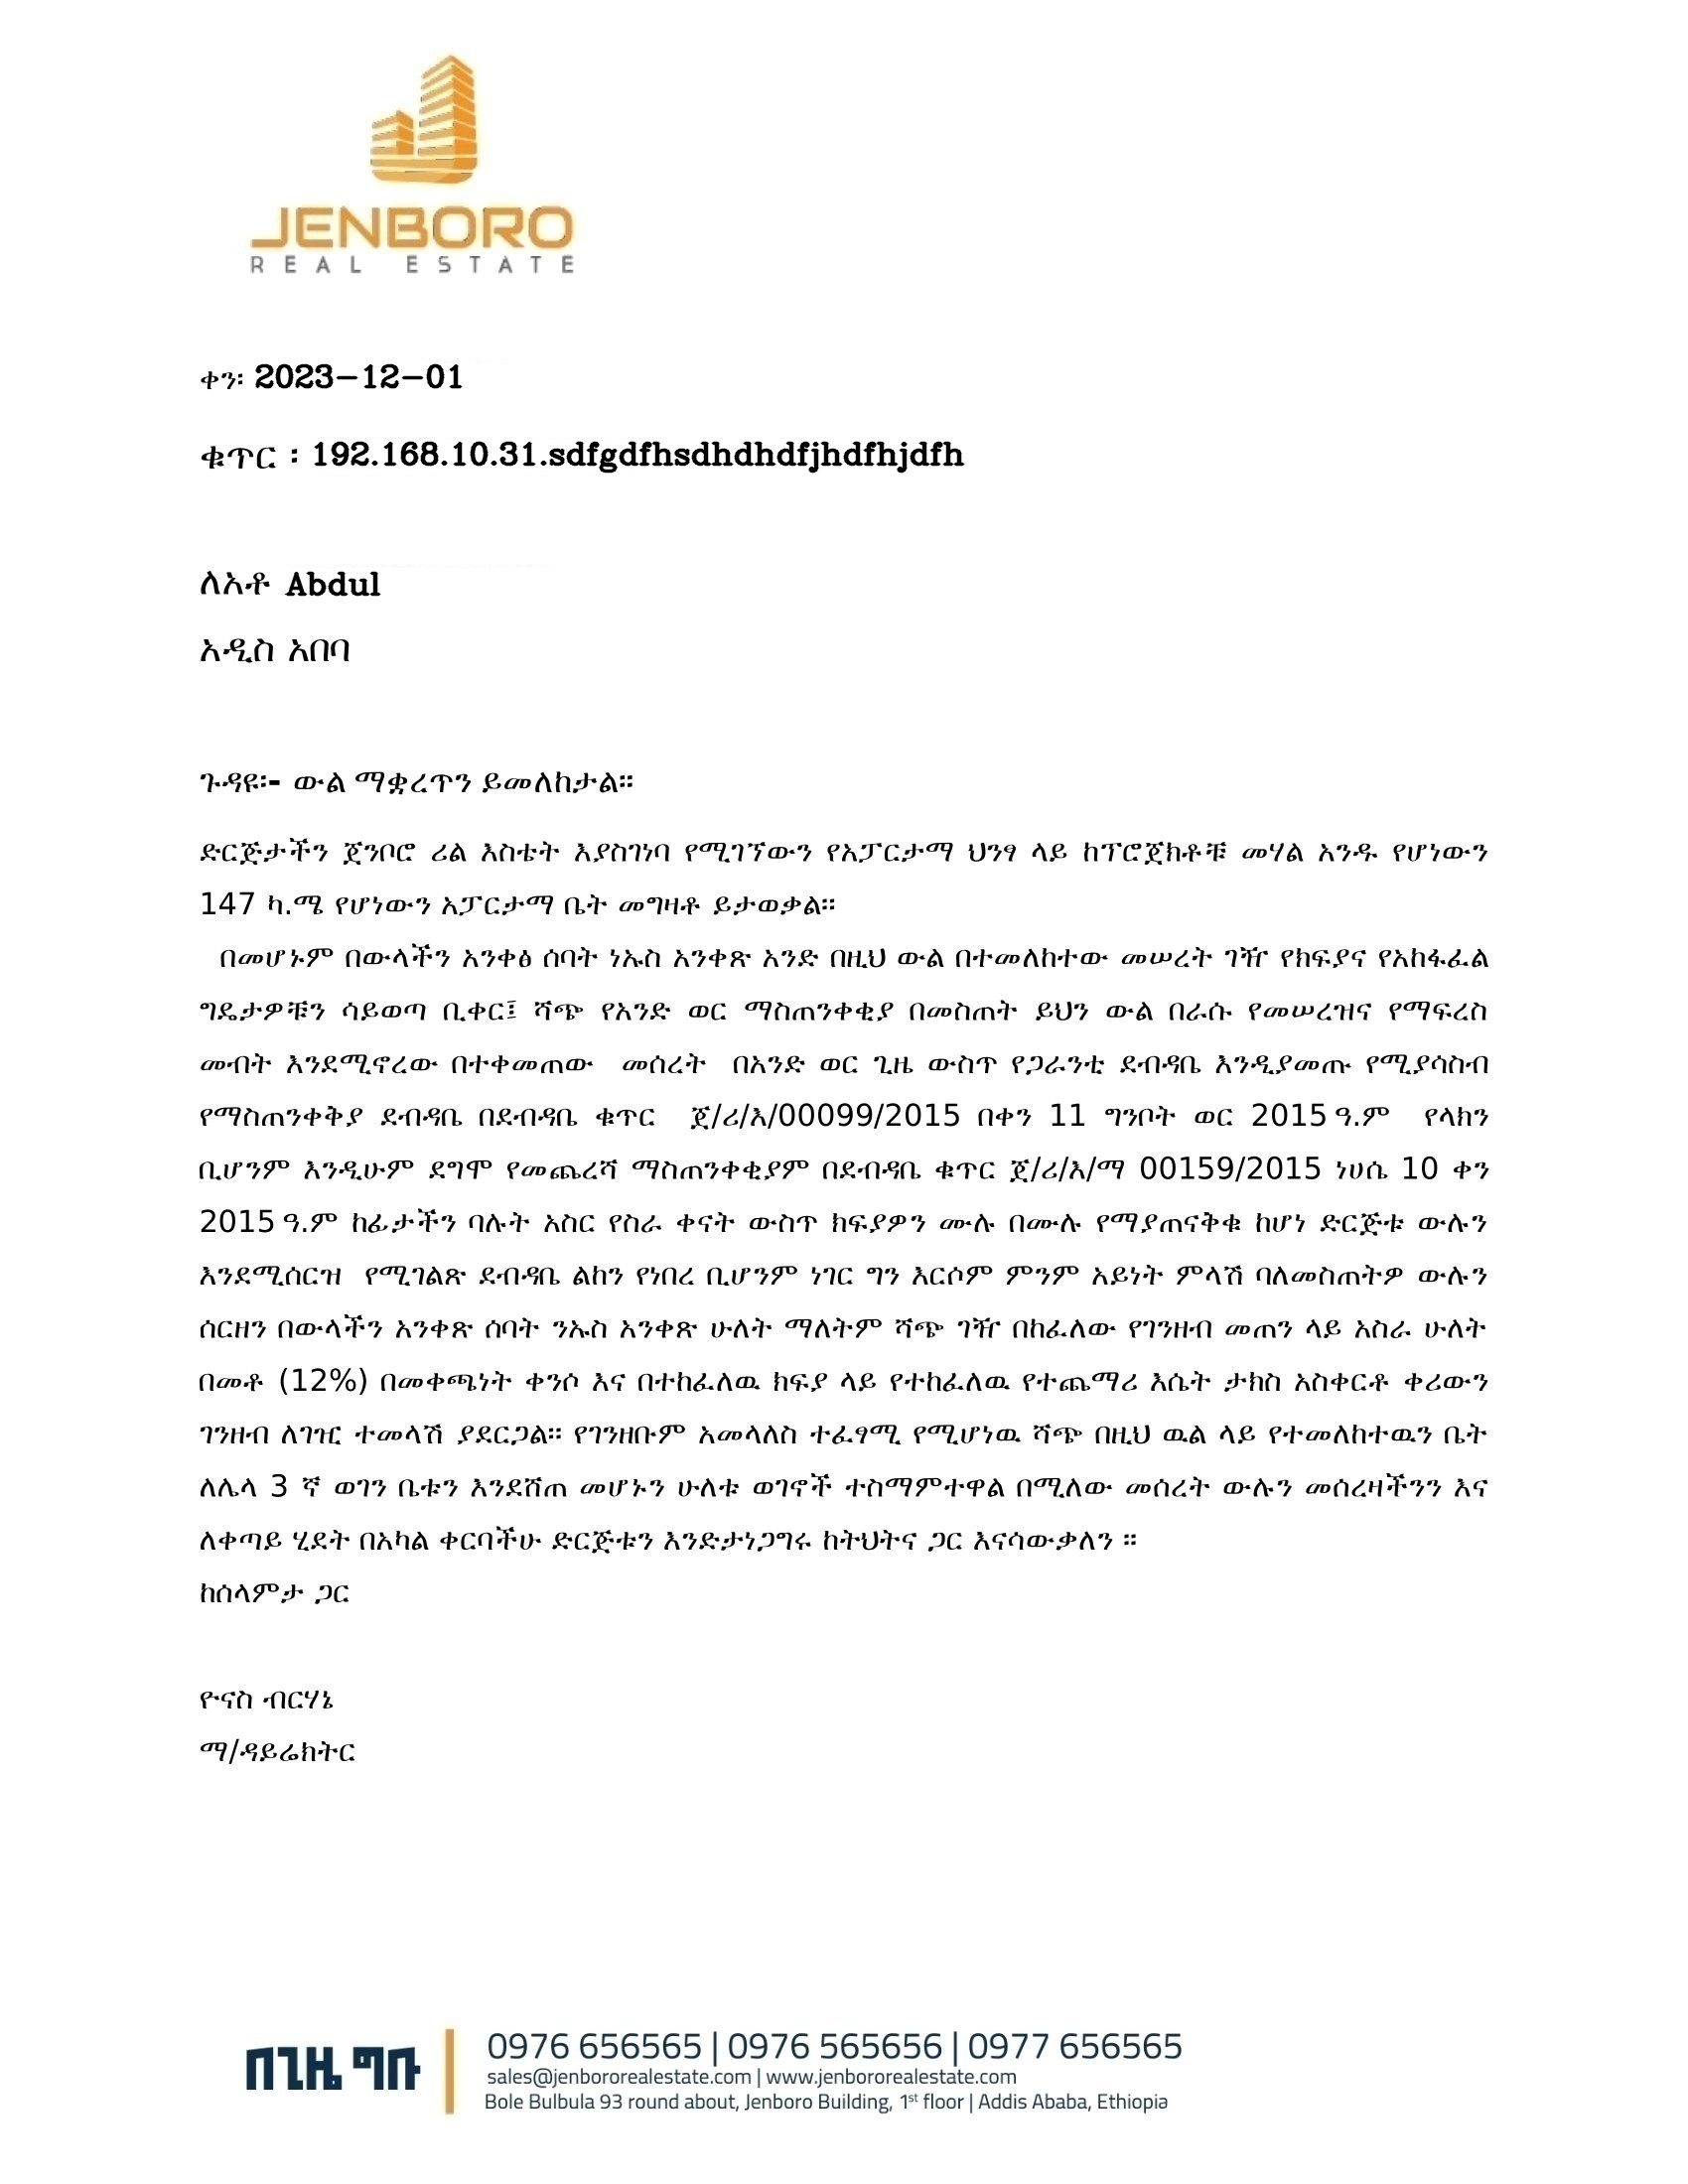 JENBORO
REAL ESTATE
ቀን፡ 2023-12-01
ቁጥር ፡ 192.168.10.31.sdfgdfhsdhdhdfjhdfhjdfh
ለአቶ Abdul
አዲስ አበባ
ጉዳዩ፡- ውል ማቋረጥን ይመለከታል።
ድርጅታችን ጀንቦሮ ሪል እስቴት እያስገነባ የሚገኘውን የአፓርታማ ህንፃ ላይ ከፕሮጀክቶቹ መሃል አንዱ የሆነውን
147 ካ.ሜ የሆነውን አፓርታማ ቤት መግዛቶ ይታወቃል።
በመሆኑም በውላችን አንቀፅ ሰባት ነኡስ አንቀጽ አንድ በዚህ ውል በተመለከተው መሠረት ገዥ የክፍያና የአከፋፈል
ግዴታዎቹን ሳይወጣ ቢቀር፤ ሻጭ የአንድ ወር ማስጠንቀቂያ በመስጠት ይህን ውል በራሱ የመሠረዝና የማፍረስ
መብት እንደሚኖረው በተቀመጠው መሰረት በአንድ ወር ጊዜ ውስጥ የጋራንቲ ደብዳቤ እንዲያመጡ የሚያሳስብ
የማስጠንቀቅያ ደብዳቤ በደብዳቤ ቁጥር ጀ/ሪ/እ/00099/2015 በቀን 11 ግንቦት ወር 2015 ዓ.ም የላክን
ቢሆንም እንዲሁም ደግሞ የመጨረሻ ማስጠንቀቂያም በደብዳቤ ቁጥር ጀ/ሪ/እ/ማ 00159/2015 ነሀሴ 10 ቀን
2015 ዓ.ም ከፊታችን ባሉት አስር የስራ ቀናት ውስጥ ክፍያዎን ሙሉ በሙሉ የማያጠናቅቁ ከሆነ ድርጅቱ ውሉን
እንደሚሰርዝ የሚገልጽ ደብዳቤ ልከን የነበረ ቢሆንም ነገር ግን እርሶም ምንም አይነት ምላሽ ባለመስጠትዎ ውሉን
ሰርዘን በውላችን አንቀጽ ሰባት ንኡስ አንቀጽ ሁለት ማለትም ሻጭ ገዥ በከፈለው የገንዘብ መጠን ላይ አስራ ሁለት
በመቶ (12%) በመቀጫነት ቀንሶ እና በተከፈለዉ ክፍያ ላይ የተከፈለዉ የተጨማሪ እሴት ታክስ አስቀርቶ ቀሪውን
ገንዘብ ለገዢ ተመላሽ ያደርጋል። የገንዘቡም አመላለስ ተፈፃሚ የሚሆነዉ ሻጭ በዚህ ዉል ላይ የተመለከተዉን ቤት
ለሌላ 3 ኛ ወገን ቤቱን እንደሸጠ መሆኑን ሁለቱ ወገኖች ተስማምተዋል በሚለው መሰረት ውሉን መሰረዛችንን እና
ለቀጣይ ሂደት በአካል ቀርባችሁ ድርጅቱን እንድታነጋግሩ ከትህትና ጋር እናሳውቃለን ።
ከሰላምታ ጋር
ዮናስ ብርሃኔ
ማ/ዳይሬክትር
በጊዜ ግቡ
0976 656565 | 0976 565656 | 0977 656565
sales@jenbororealestate.com | www.jenbororealestate.com
Bole Bulbula 93 round about, Jenboro Building, 1st floor | Addis Ababa, Ethiopia